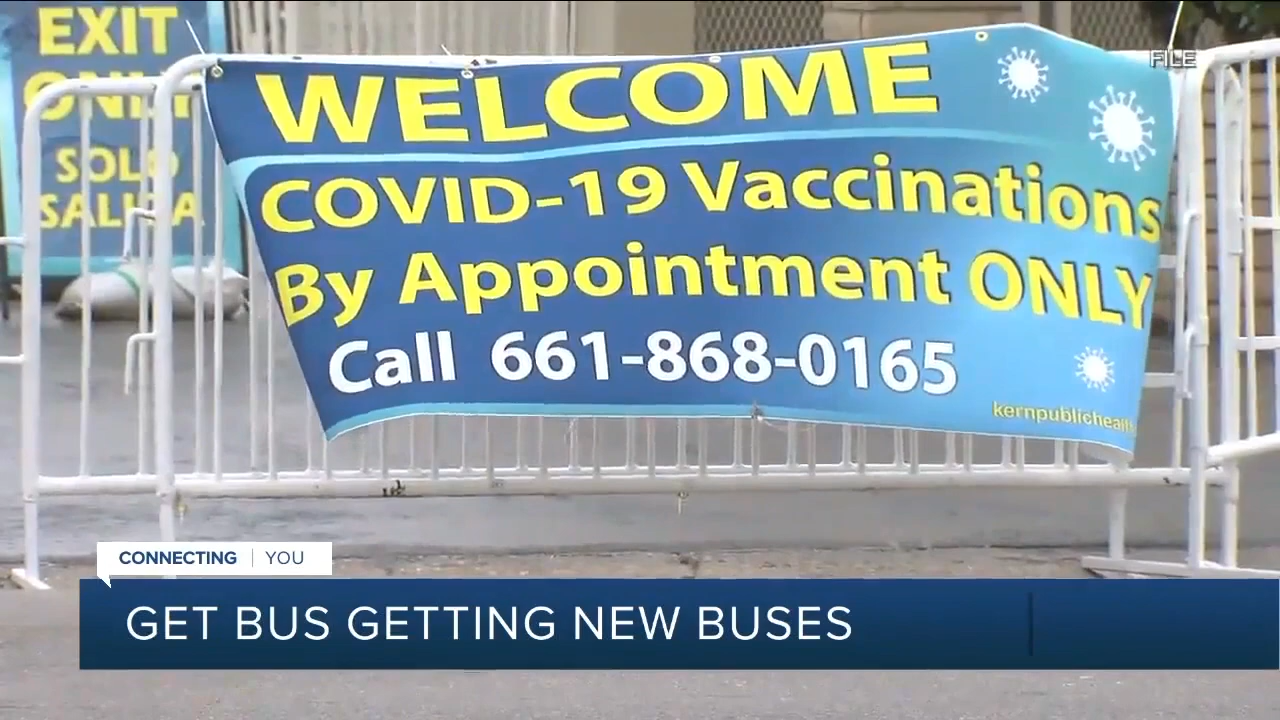 EXIT
ONLY
SOLO
SALIDA
FILE
WELCOME
COVID-19 Vaccinations
By Appointment ONLY
Call 661-868-0165
CONNECTING | YOU
GET BUS GETTING NEW BUSES